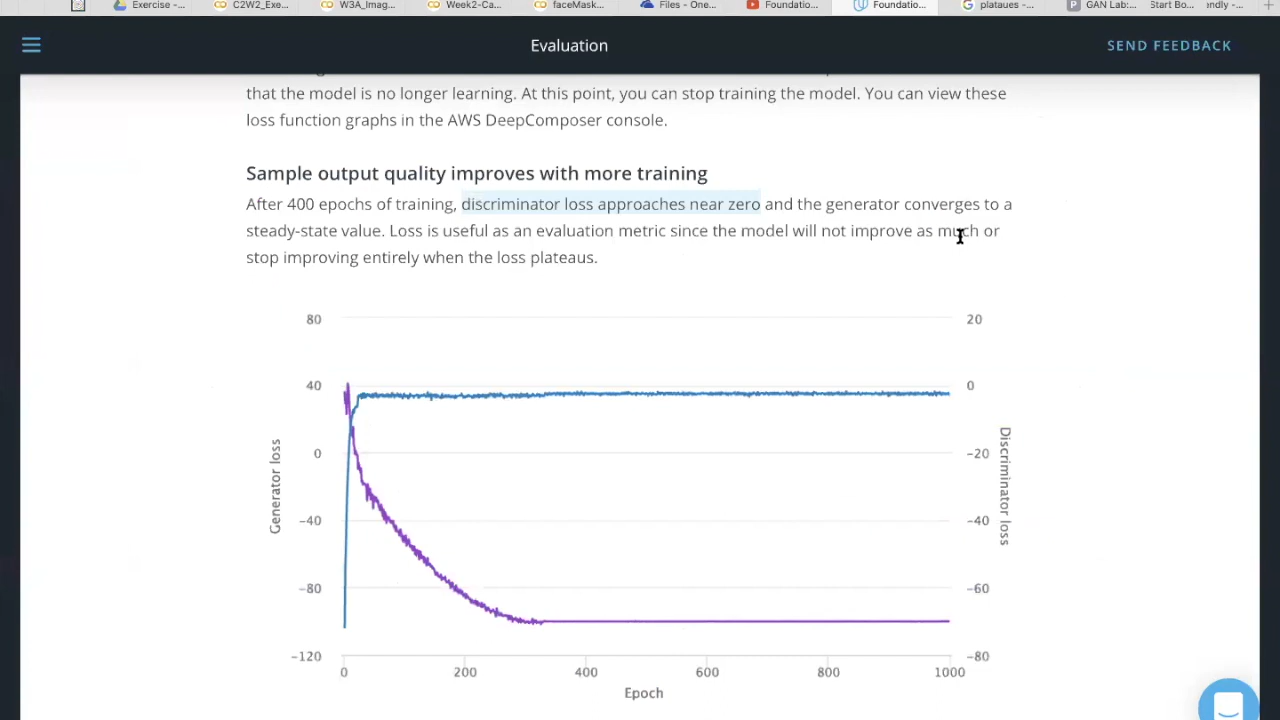 Exercise -...
C2W2_Exe...
W3A_Imag...
Week2-Ca...
faceMask...
Files - One...
Foundatio...
Foundatio...
plataues -...
GAN Lab:...
Start Bo...
ndly -...
Evaluation
SEND FEEDBACK
that the model is no longer learning. At this point, you can stop training the model. You can view these
loss function graphs in the AWS DeepComposer console.
Sample output quality improves with more training
After 400 epochs of training, discriminator loss approaches near zero and the generator converges to a
steady-state value. Loss is useful as an evaluation metric since the model will not improve as much or
stop improving entirely when the loss plateaus.
80
20
40
0
0
-20
-40
-40
-80
-60
-120
-80
Generator loss
Discriminator loss
0
200
400
600
800
1000
Epoch